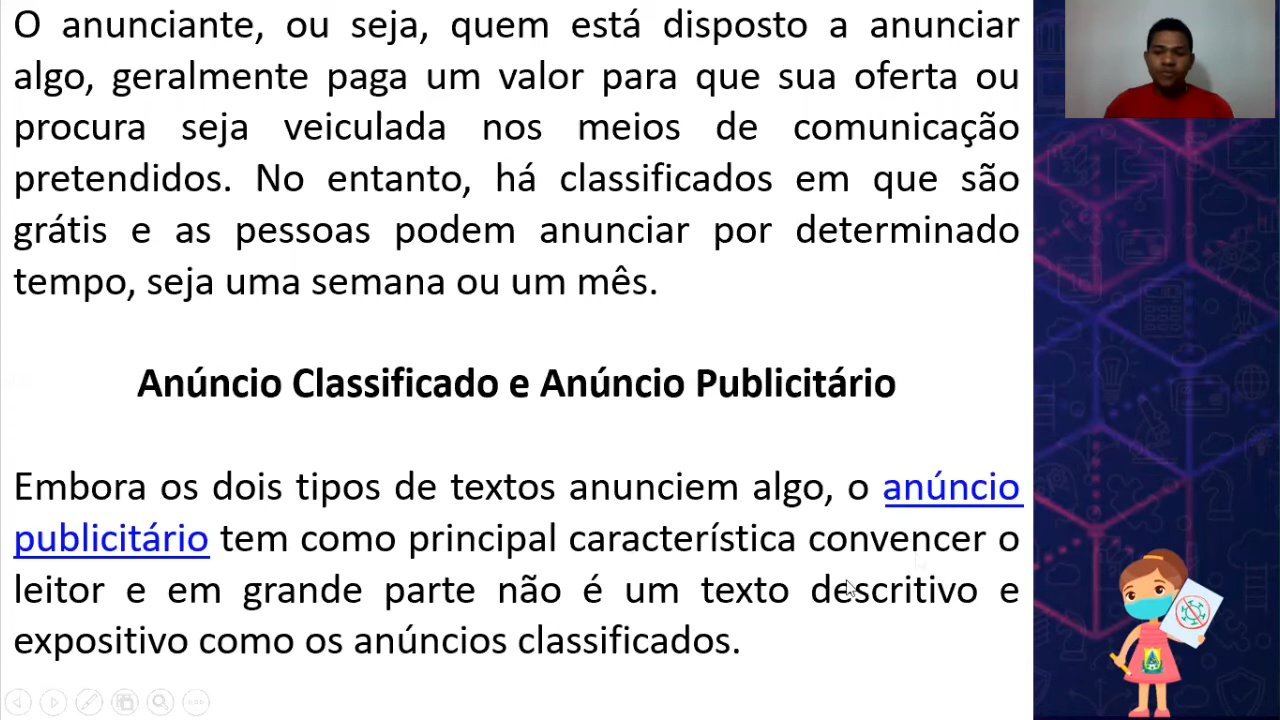 O anunciante, ou seja, quem está disposto a anunciar
algo, geralmente paga um valor para que sua oferta ou
procura seja veiculada nos meios de comunicação
pretendidos. No entanto, há classificados em que são
grátis e as pessoas podem anunciar por determinado
tempo, seja uma semana ou um mês.
Anúncio Classificado e Anúncio Publicitário
Embora os dois tipos de textos anunciem algo, o anúncio
publicitário tem como principal característica convencer o
leitor e em grande parte não é um texto descritivo e
expositivo como os anúncios classificados.